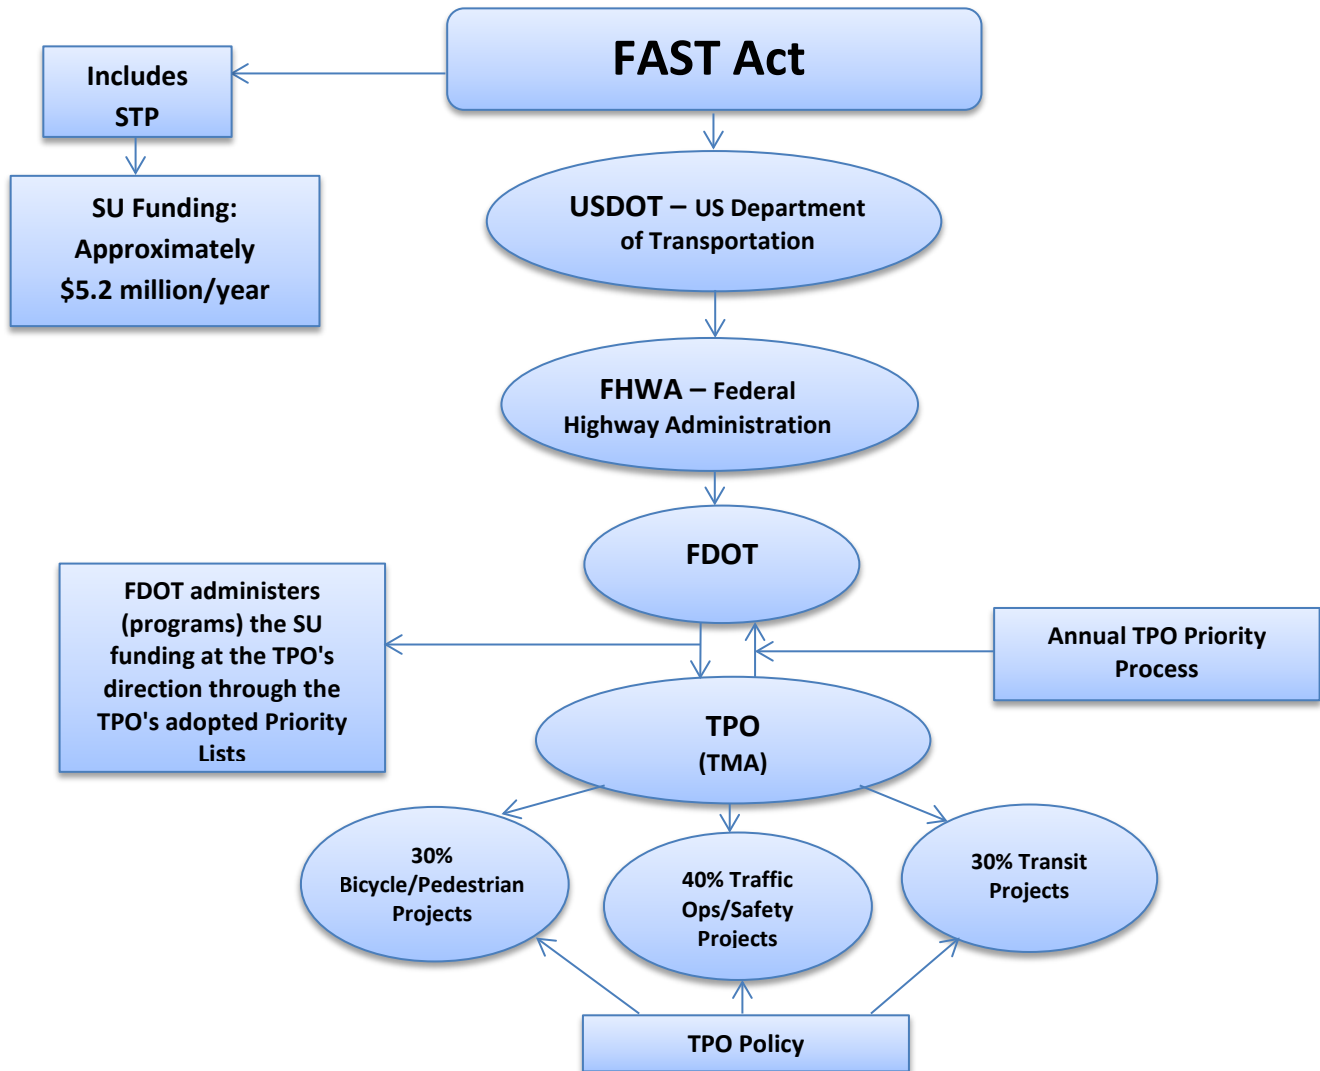 FAST Act
Includes
STP
SU Funding:
Approximately
$5.2 million/year
USDOT – US Department
of Transportation
FHWA – Federal
Highway Administration
FDOT
FDOT administers
(programs) the SU
funding at the TPO's
direction through the
TPO's adopted Priority
Lists
Annual TPO Priority
Process
TPO
(TMA)
30%
Bicycle/Pedestrian
Projects
40% Traffic
Ops/Safety
Projects
30% Transit
Projects
TPO Policy